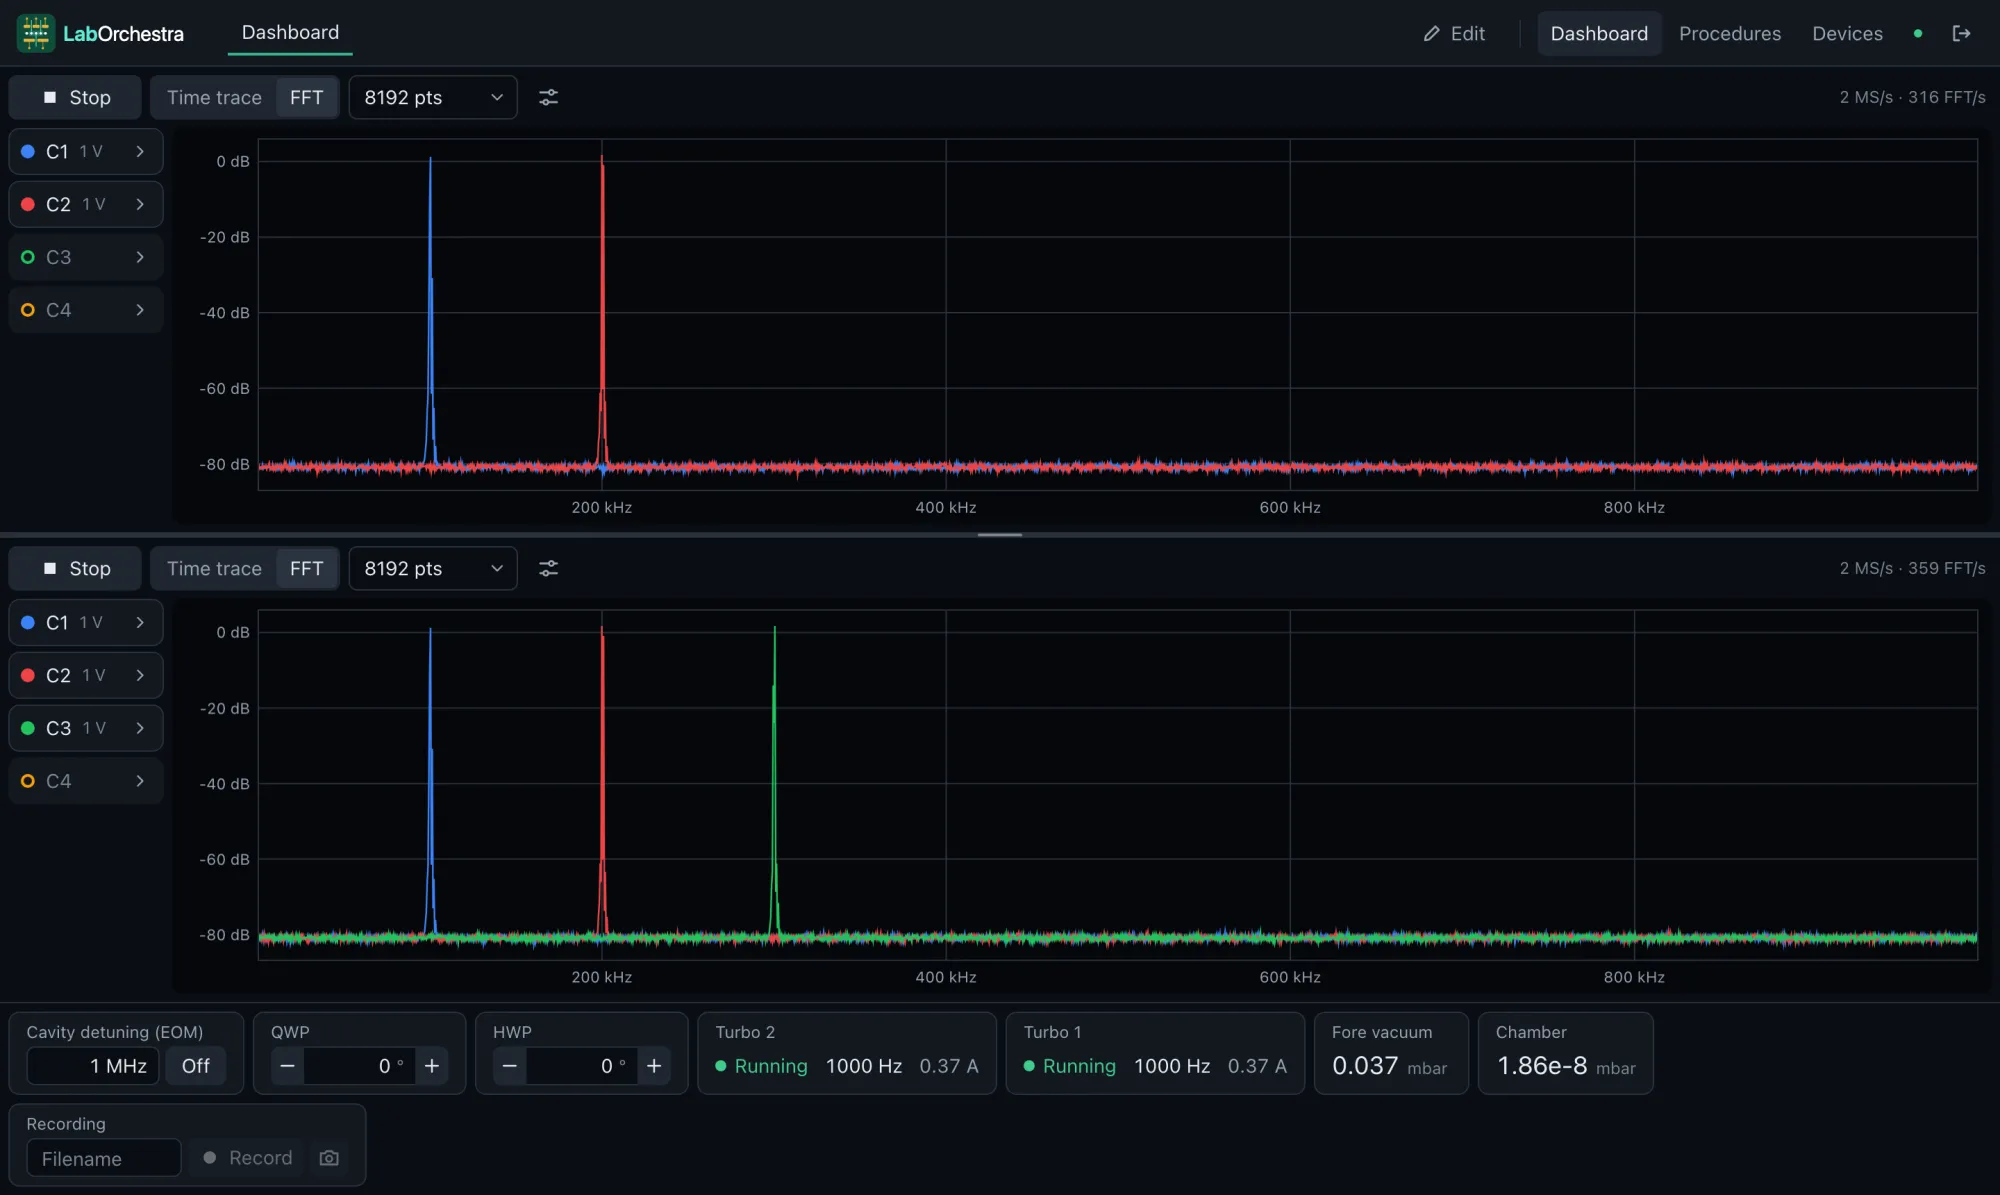 LabOrchestra Dashboard Edit Dashboard Procedures Devices
Stop Time trace FFT 8192 pts 2 MS/s · 316 FFT/s
C1 1 V
C2 1 V
C3
C4
0 dB
-20 dB
-40 dB
-60 dB
-80 dB
200 kHz 400 kHz 600 kHz 800 kHz
Stop Time trace FFT 8192 pts 2 MS/s · 359 FFT/s
C1 1 V
C2 1 V
C3 1 V
C4
0 dB
-20 dB
-40 dB
-60 dB
-80 dB
200 kHz 400 kHz 600 kHz 800 kHz
Cavity detuning (EOM) QWP HWP Turbo 2 Turbo 1 Fore vacuum Chamber
1 MHz Off − 0 ° + − 0 ° + Running 1000 Hz 0.37 A Running 1000 Hz 0.37 A 0.037 mbar 1.86e-8 mbar
Recording
Filename Record